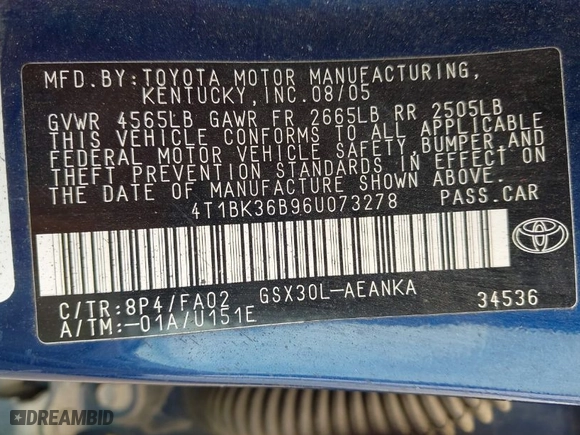 MFD. BY: TOYOTA MOTOR MANUFACTURING,
KENTUCKY, INC. 08/05
GVWR 4565LB GAWR FR 2665LB RR 2505LB
THIS VEHICLE CONFORMS TO ALL APPLICABLE
FEDERAL MOTOR VEHICLE SAFETY, BUMPER, AND
THEFT PREVENTION STANDARDS IN EFFECT ON
THE DATE OF MANUFACTURE SHOWN ABOVE.
4T1BK36B96U073278 PASS. CAR
C/TR: 8P4/FA02 GSX30L-AEANKA
A/TM: -01A/U151E 34536
DREAMBID